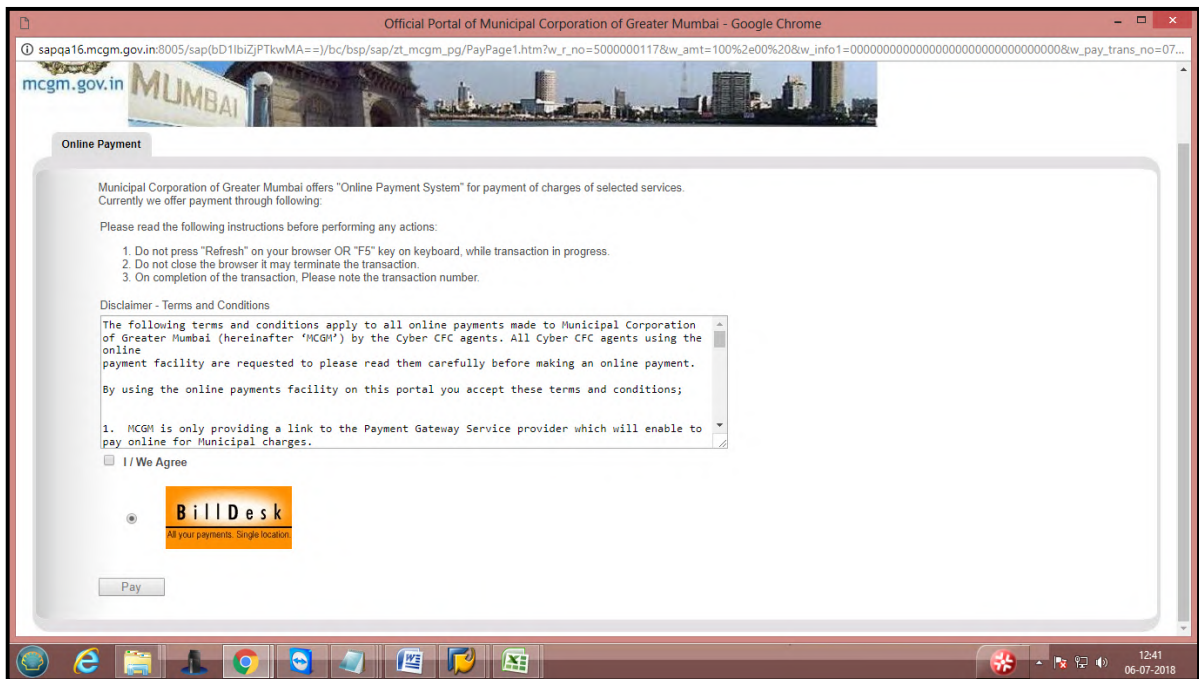 Official Portal of Municipal Corporation of Greater Mumbai - Google Chrome
sapqa16.mcgm.gov.in:8005/sap(bD1lbiZjPTkwMA==)/bc/bsp/sap/zt_mcgm_pg/PayPage1.htm?w_r_no=5000000117&w_amt=100%2e00%20&w_info1=00000000000000000000000000000000&w_pay_trans_no=07...
mcgm.gov.in
MUMBAI
Online Payment
Municipal Corporation of Greater Mumbai offers "Online Payment System" for payment of charges of selected services.
Currently we offer payment through following:
Please read the following instructions before performing any actions:
1. Do not press "Refresh" on your browser OR "F5" key on keyboard, while transaction in progress.
2. Do not close the browser it may terminate the transaction.
3. On completion of the transaction, Please note the transaction number.
Disclaimer - Terms and Conditions
The following terms and conditions apply to all online payments made to Municipal Corporation
of Greater Mumbai (hereinafter ‘MCGM’) by the Cyber CFC agents. All Cyber CFC agents using the
online
payment facility are requested to please read them carefully before making an online payment.
By using the online payments facility on this portal you accept these terms and conditions;
1. MCGM is only providing a link to the Payment Gateway Service provider which will enable to
pay online for Municipal charges.
I / We Agree
BillDesk
All your payments. Single location.
Pay
12:41
06-07-2018